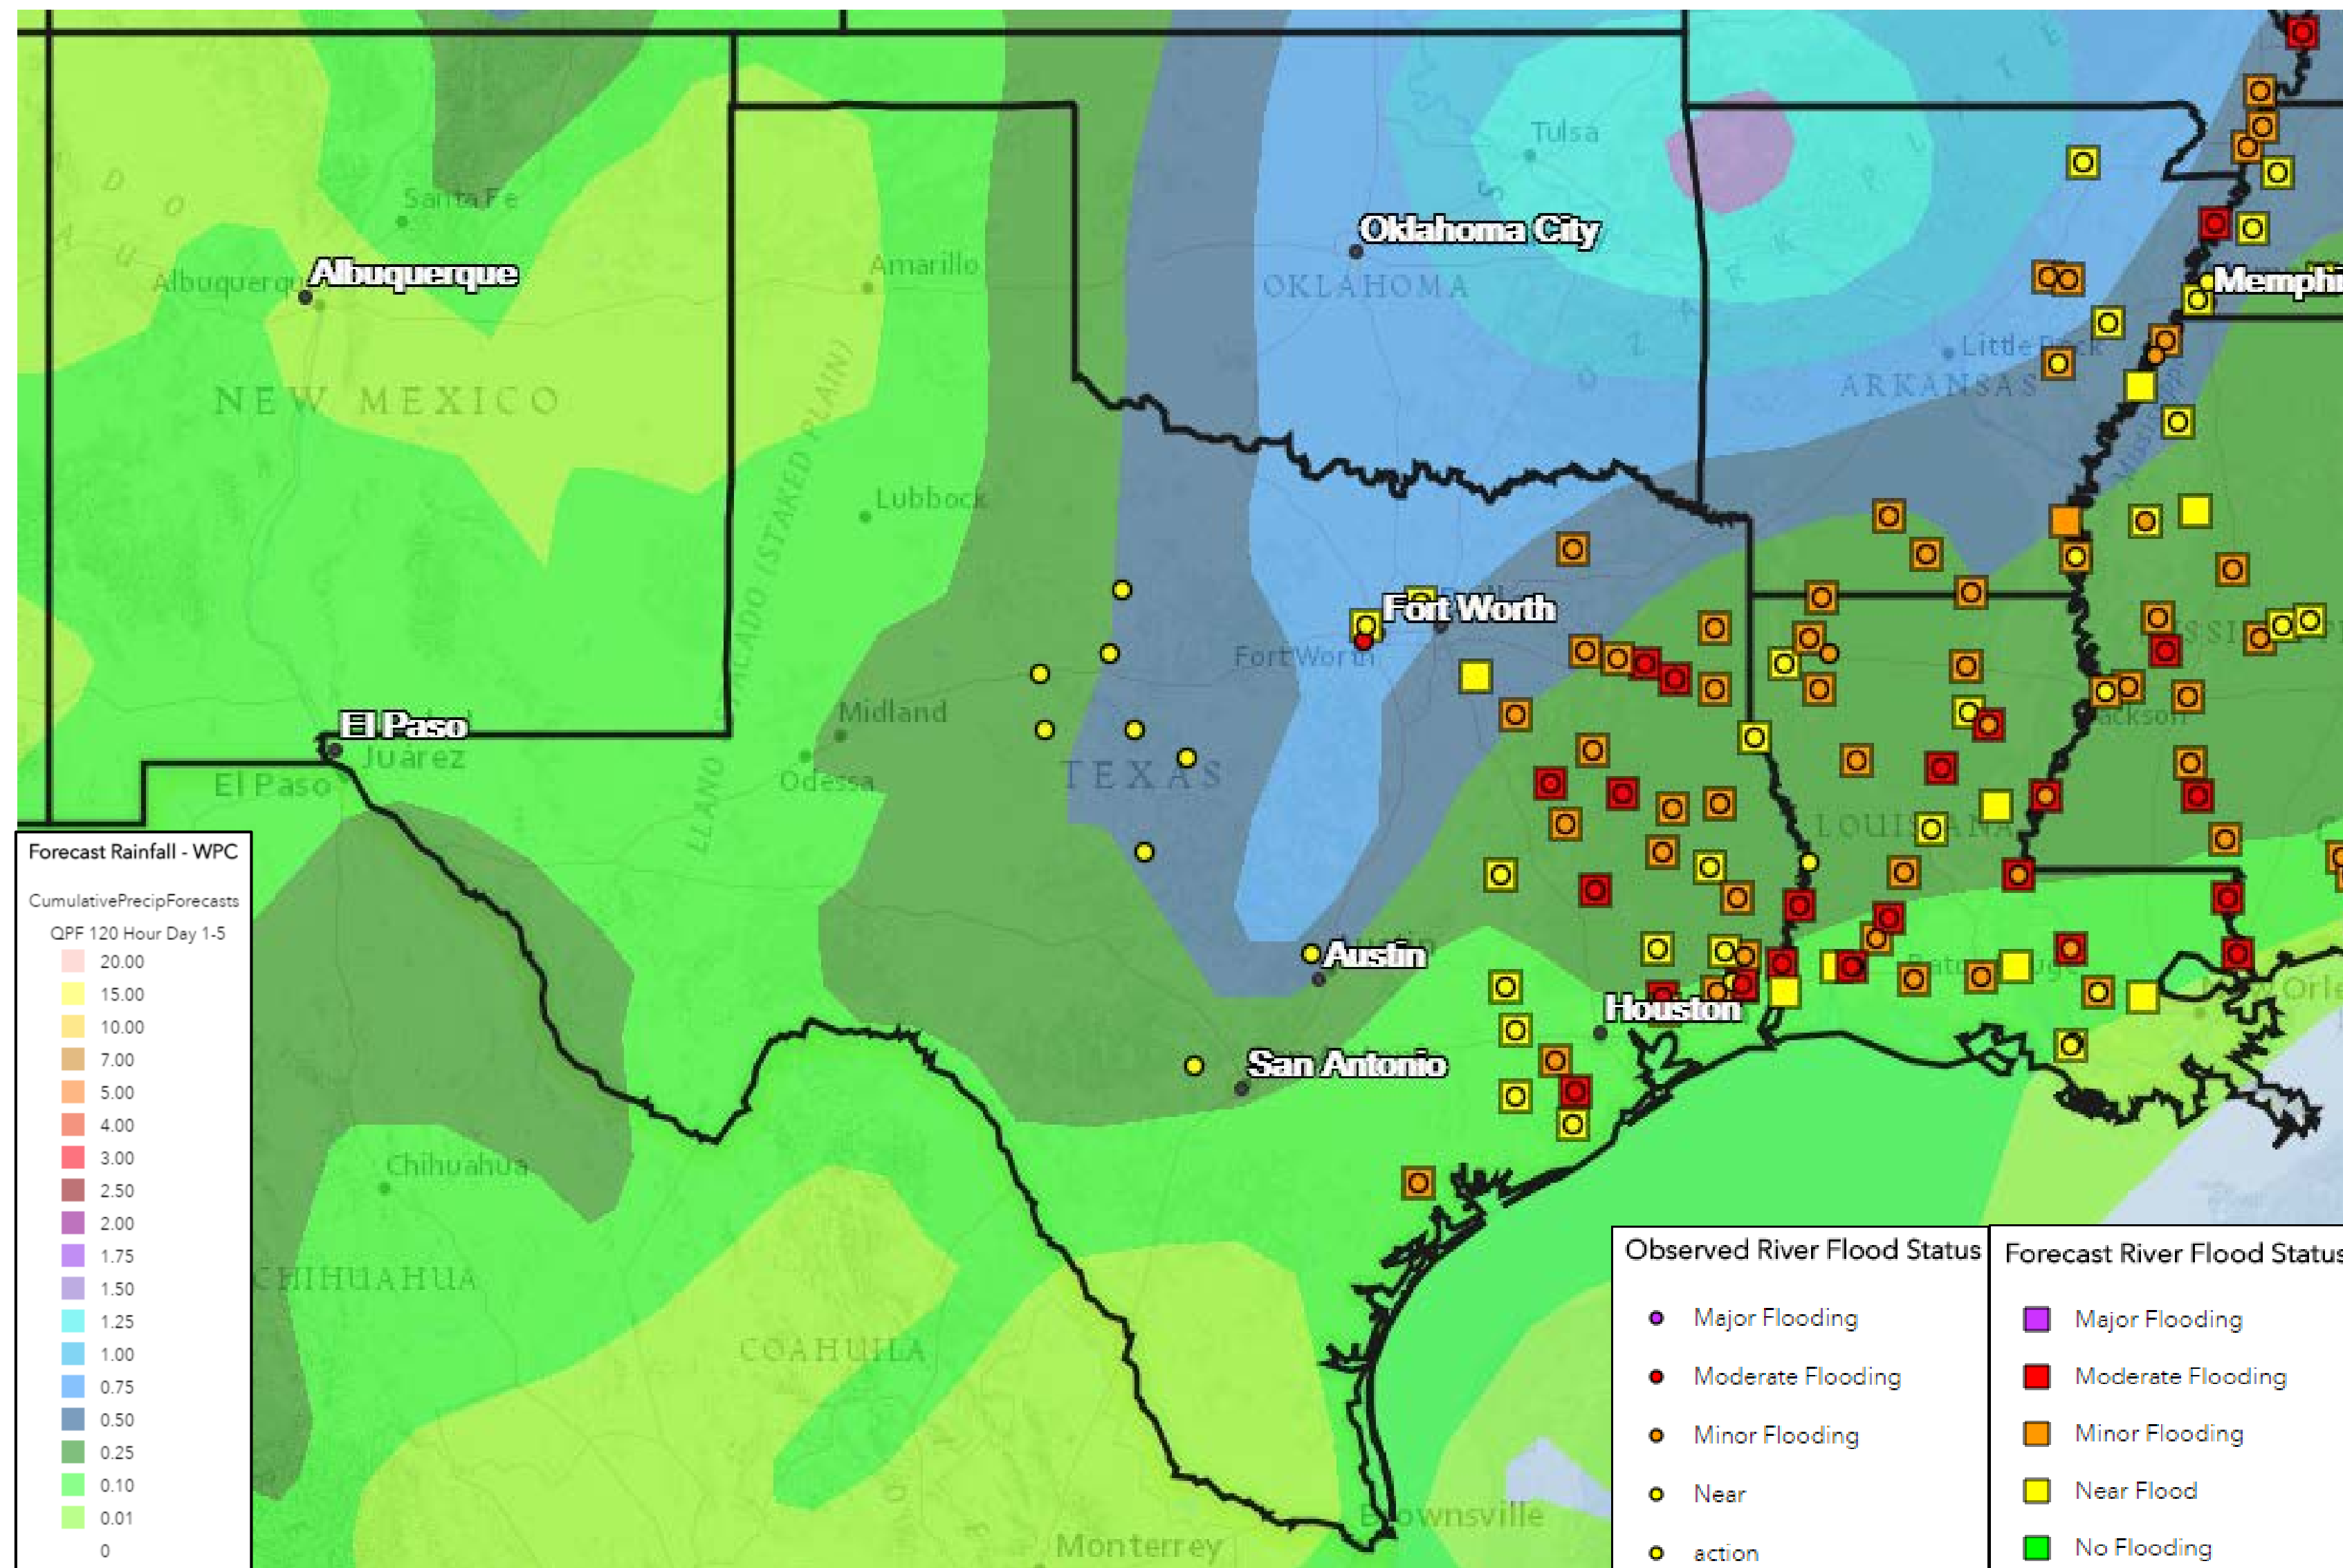 Tulsa
Santa Fe
Oklahoma City
Albuquerque
Amarillo
OKLAHOMA
Little Rock
ARKANSAS
NEW MEXICO
LLANO ESTACADO (STAKED PLAIN)
Lubbock
Fort Worth
Fort Worth
El Paso
Midland
Juárez
El Paso
Odessa
TEXAS
Jackson
LOUISIANA
Austin
Houston
San Antonio
Chihuahua
CHIHUAHUA
COAHUILA
Brownsville
Monterrey
Forecast Rainfall - WPC
CumulativePrecipForecasts
QPF 120 Hour Day 1-5
20.00
15.00
10.00
7.00
5.00
4.00
3.00
2.50
2.00
1.75
1.50
1.25
1.00
0.75
0.50
0.25
0.10
0.01
0
Observed River Flood Status
Major Flooding
Moderate Flooding
Minor Flooding
Near
action
Forecast River Flood Status
Major Flooding
Moderate Flooding
Minor Flooding
Near Flood
No Flooding